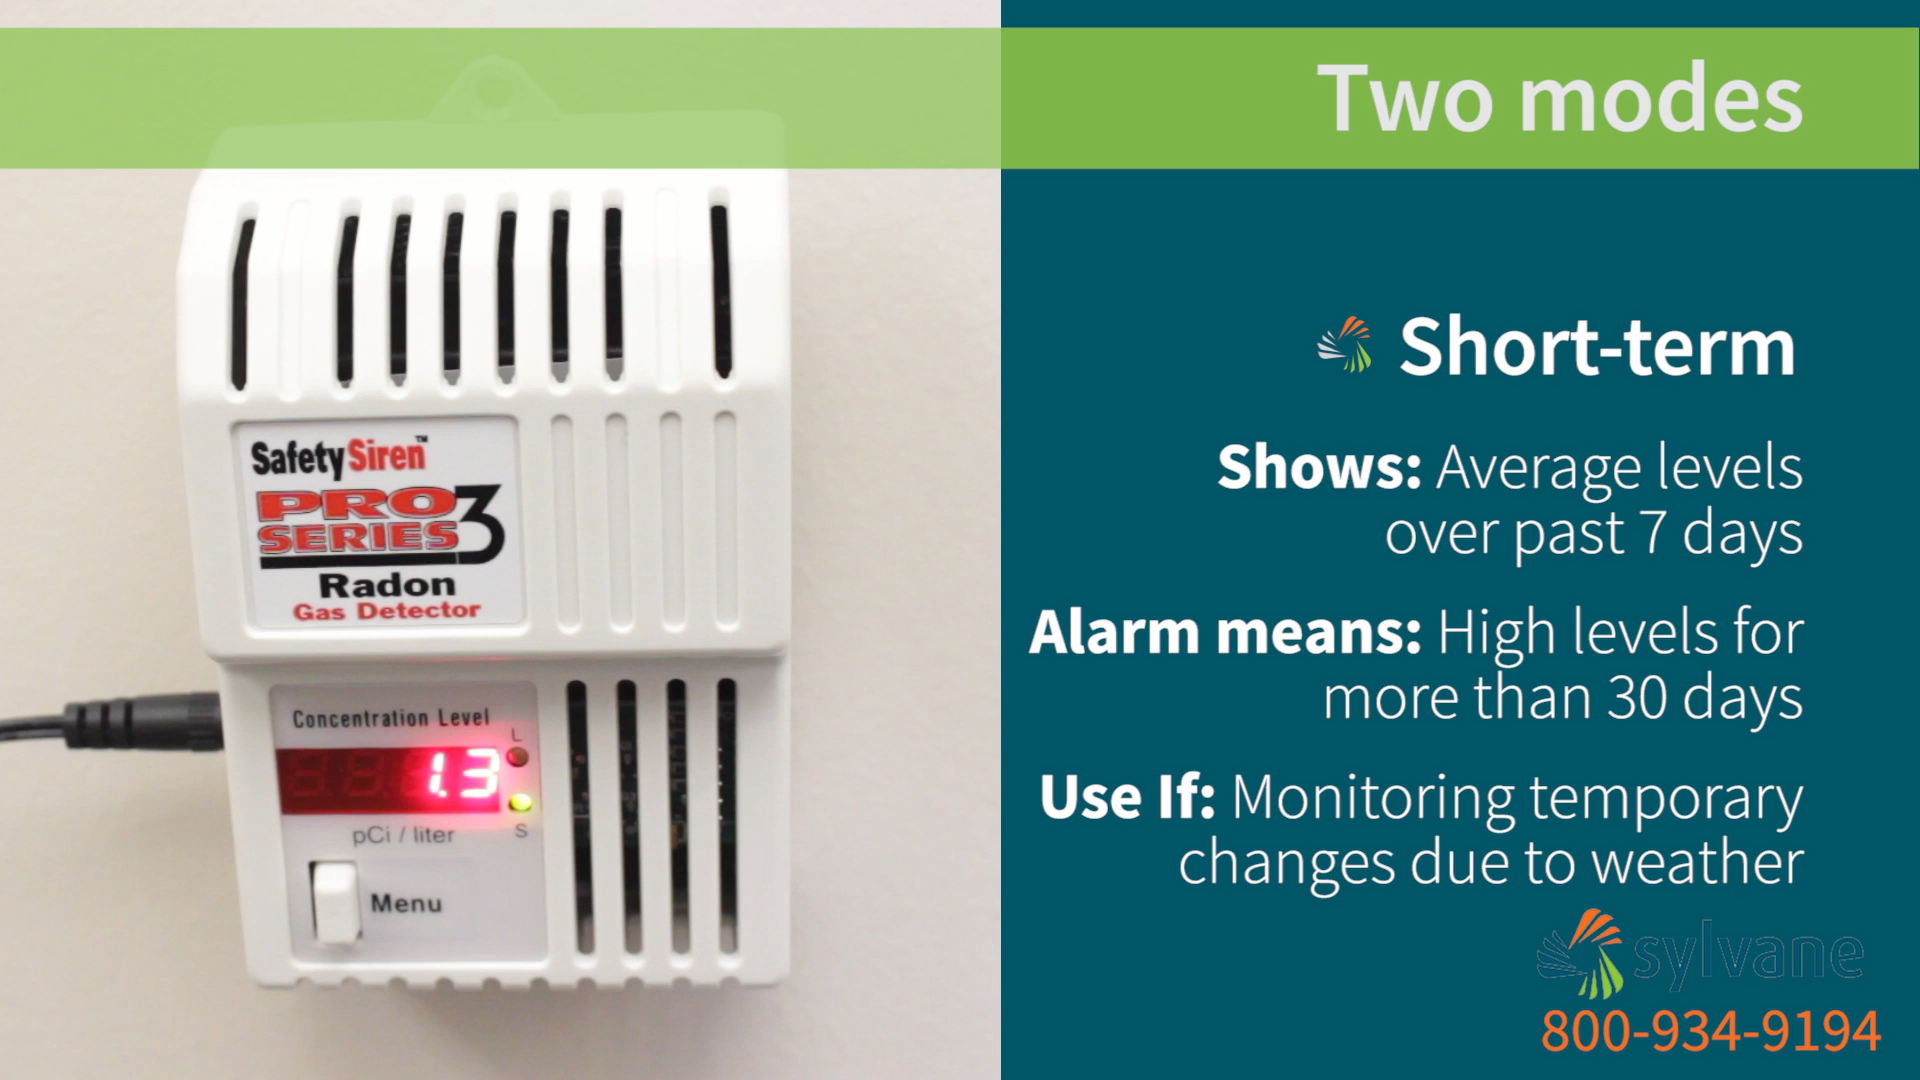 Two modes
Short-term
Shows: Average levels
over past 7 days
Alarm means: High levels for
more than 30 days
Use If: Monitoring temporary
changes due to weather
sylvane
800-934-9194
SafetySiren™
PRO
SERIES 3
Radon
Gas Detector
Concentration Level
L
1.3
S
pCi / liter
Menu